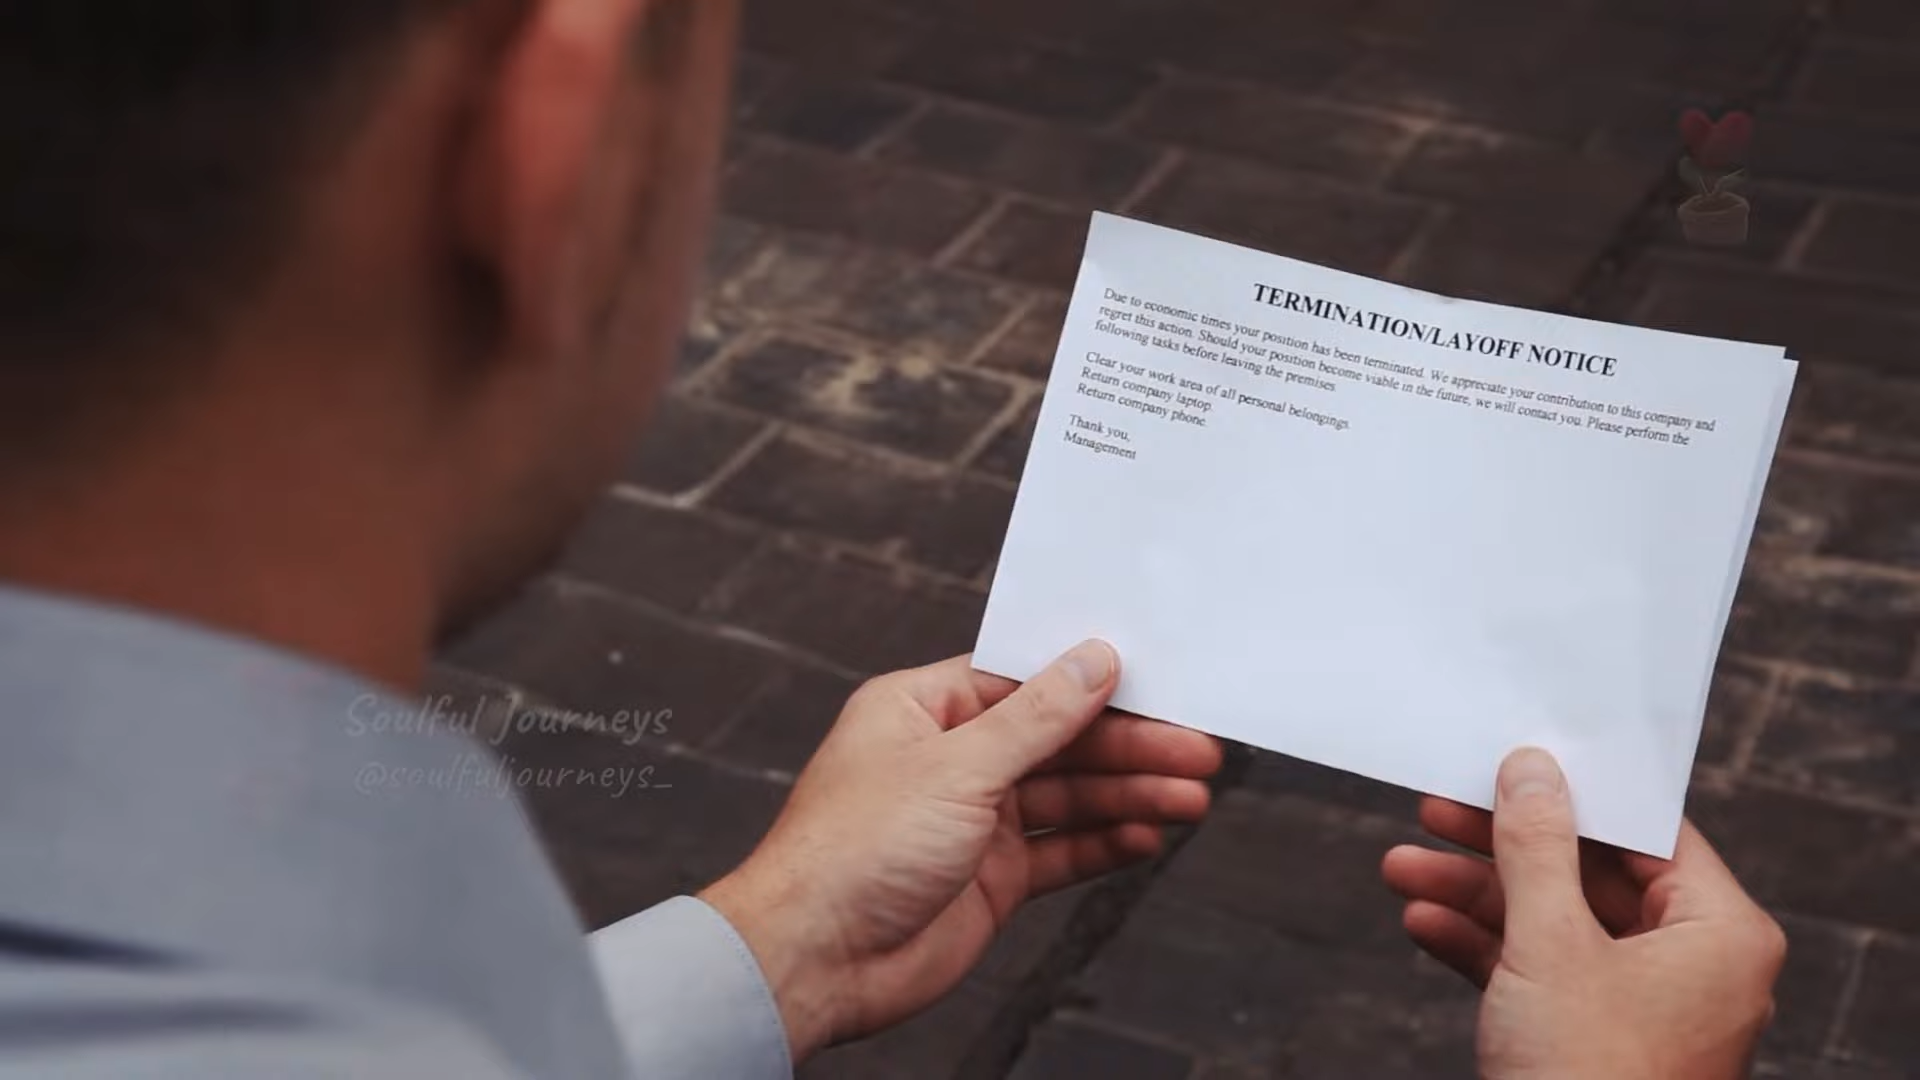 TERMINATION/LAYOFF NOTICE
Due to economic times your position has been terminated. We appreciate your contribution to this company and
regret this action. Should your position become viable in the future, we will contact you. Please perform the
following tasks before leaving the premises.
Clear your work area of all personal belongings.
Return company laptop.
Return company phone.
Thank you,
Management
Soulful Journeys
@soulfuljourneys_